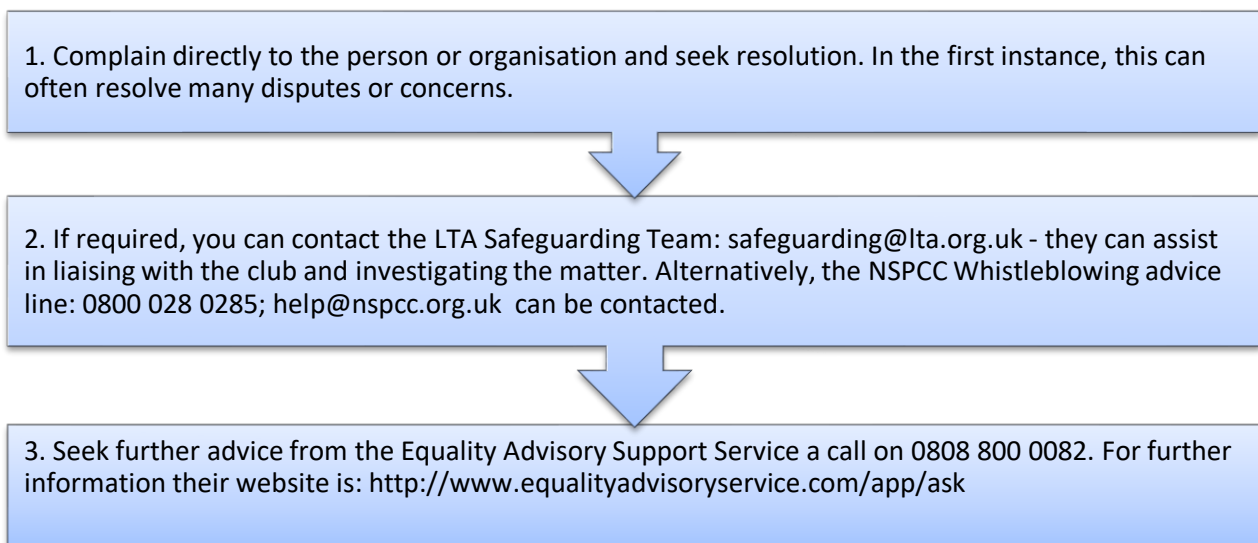 1. Complain directly to the person or organisation and seek resolution. In the first instance, this can
often resolve many disputes or concerns.
2. If required, you can contact the LTA Safeguarding Team: safeguarding@lta.org.uk - they can assist
in liaising with the club and investigating the matter. Alternatively, the NSPCC Whistleblowing advice
line: 0800 028 0285; help@nspcc.org.uk  can be contacted.
3. Seek further advice from the Equality Advisory Support Service a call on 0808 800 0082. For further
information their website is: http://www.equalityadvisoryservice.com/app/ask